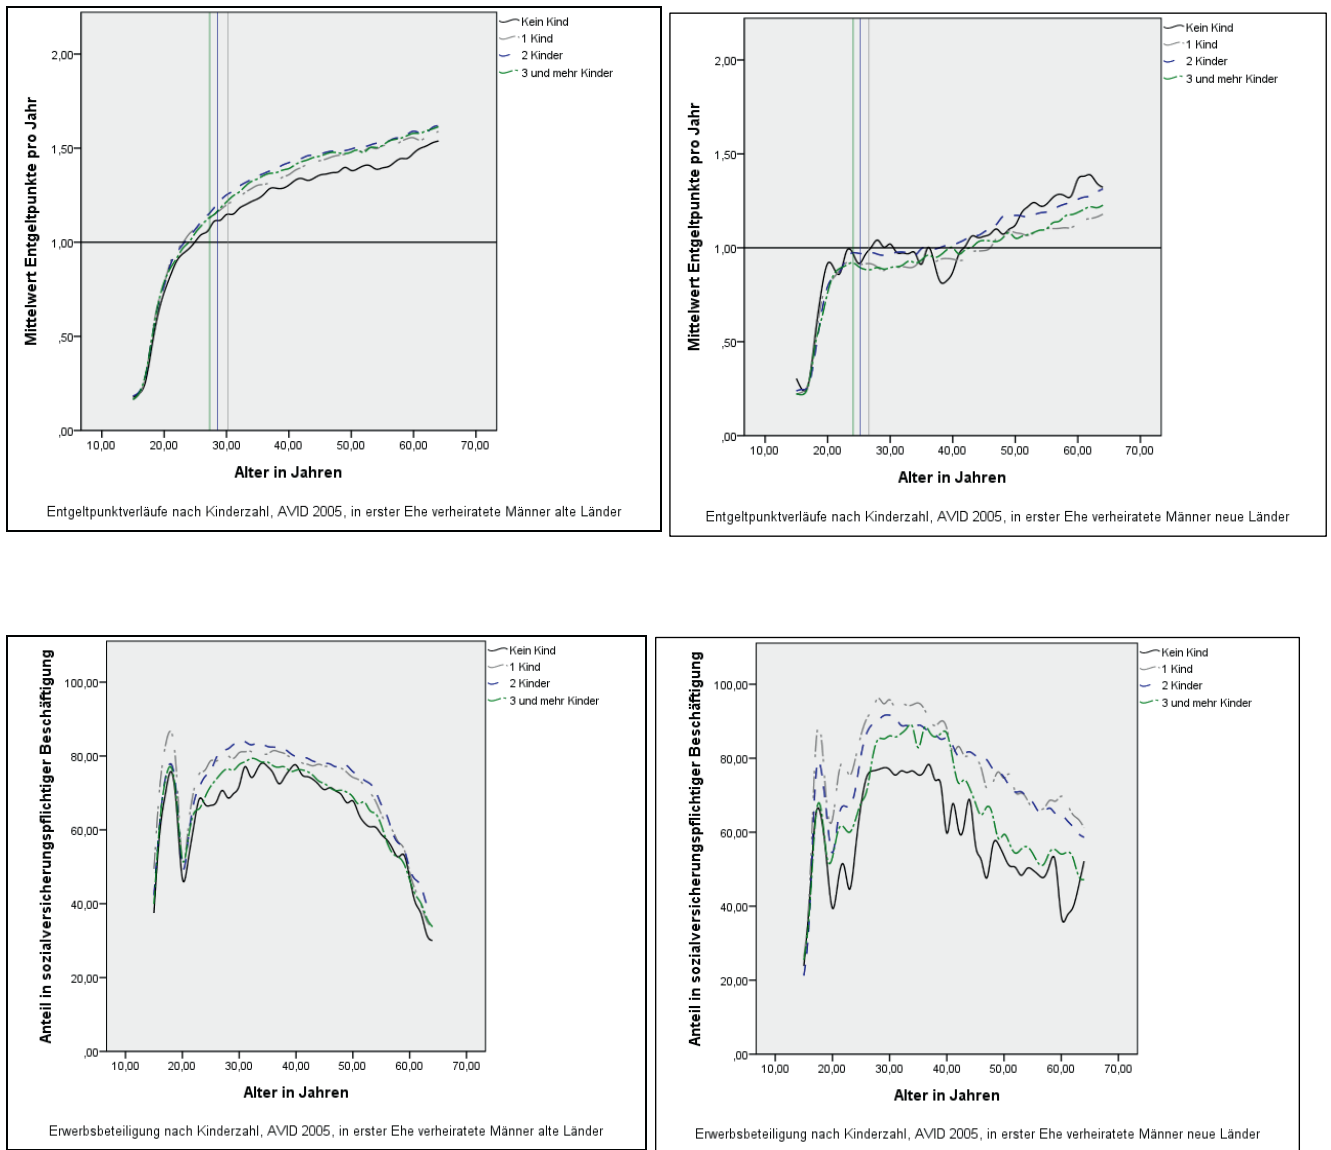 Mittelwert Entgeltpunkte pro Jahr
2,00
1,50
1,00
,50
,00
10,00 20,00 30,00 40,00 50,00 60,00 70,00
Alter in Jahren
Kein Kind
1 Kind
2 Kinder
3 und mehr Kinder
Entgeltpunktverläufe nach Kinderzahl, AVID 2005, in erster Ehe verheiratete Männer alte Länder
Mittelwert Entgeltpunkte pro Jahr
2,00
1,50
1,00
,50
,00
10,00 20,00 30,00 40,00 50,00 60,00 70,00
Alter in Jahren
Kein Kind
1 Kind
2 Kinder
3 und mehr Kinder
Entgeltpunktverläufe nach Kinderzahl, AVID 2005, in erster Ehe verheiratete Männer neue Länder
Anteil in sozialversicherungspflichtiger Beschäftigung
100,00
80,00
60,00
40,00
20,00
,00
10,00 20,00 30,00 40,00 50,00 60,00 70,00
Alter in Jahren
Kein Kind
1 Kind
2 Kinder
3 und mehr Kinder
Erwerbsbeteiligung nach Kinderzahl, AVID 2005, in erster Ehe verheiratete Männer alte Länder
Anteil in sozialversicherungspflichtiger Beschäftigung
100,00
80,00
60,00
40,00
20,00
,00
10,00 20,00 30,00 40,00 50,00 60,00 70,00
Alter in Jahren
Kein Kind
1 Kind
2 Kinder
3 und mehr Kinder
Erwerbsbeteiligung nach Kinderzahl, AVID 2005, in erster Ehe verheiratete Männer neue Länder